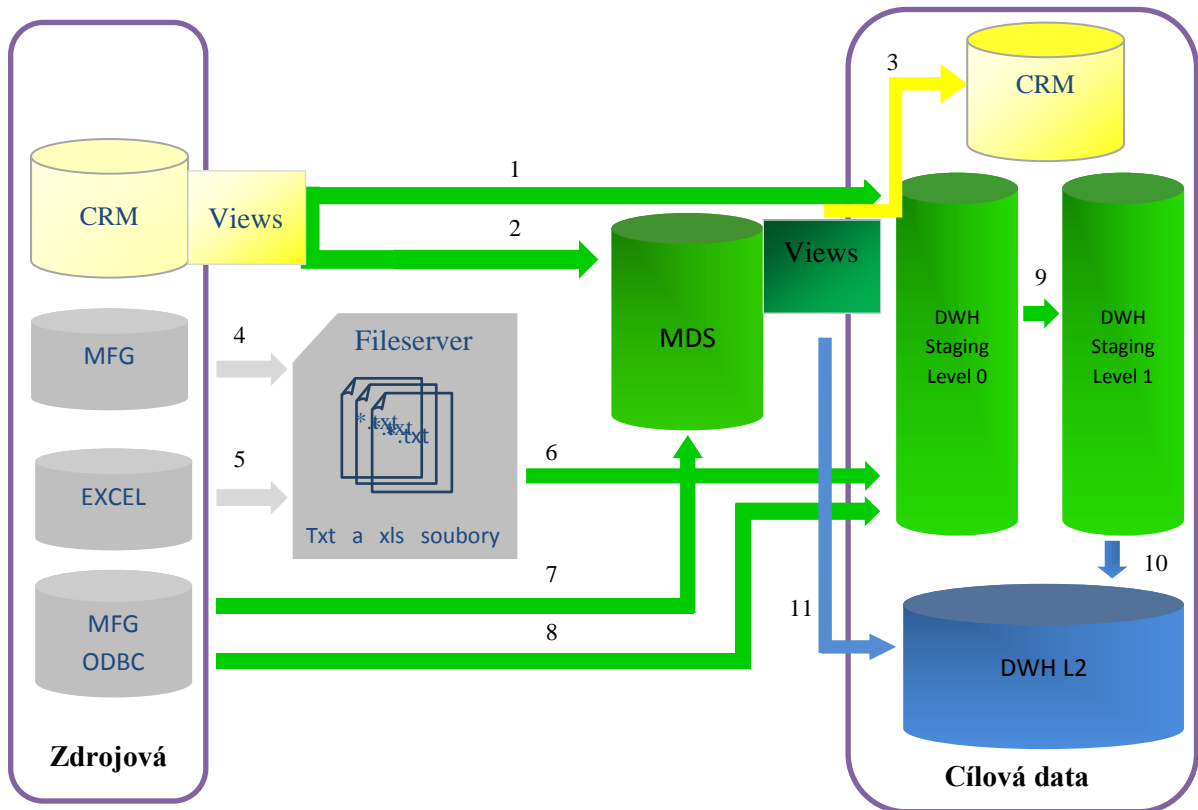 3
CRM
1
CRM
Views
2
Views
MDS
9
DWH
Staging
Level 0
DWH
Staging
Level 1
4
MFG
Fileserver
*.txt
*.txt
*.txt
5
EXCEL
6
Txt a xls soubory
7
10
MFG
ODBC
8
11
DWH L2
Zdrojová
Cílová data